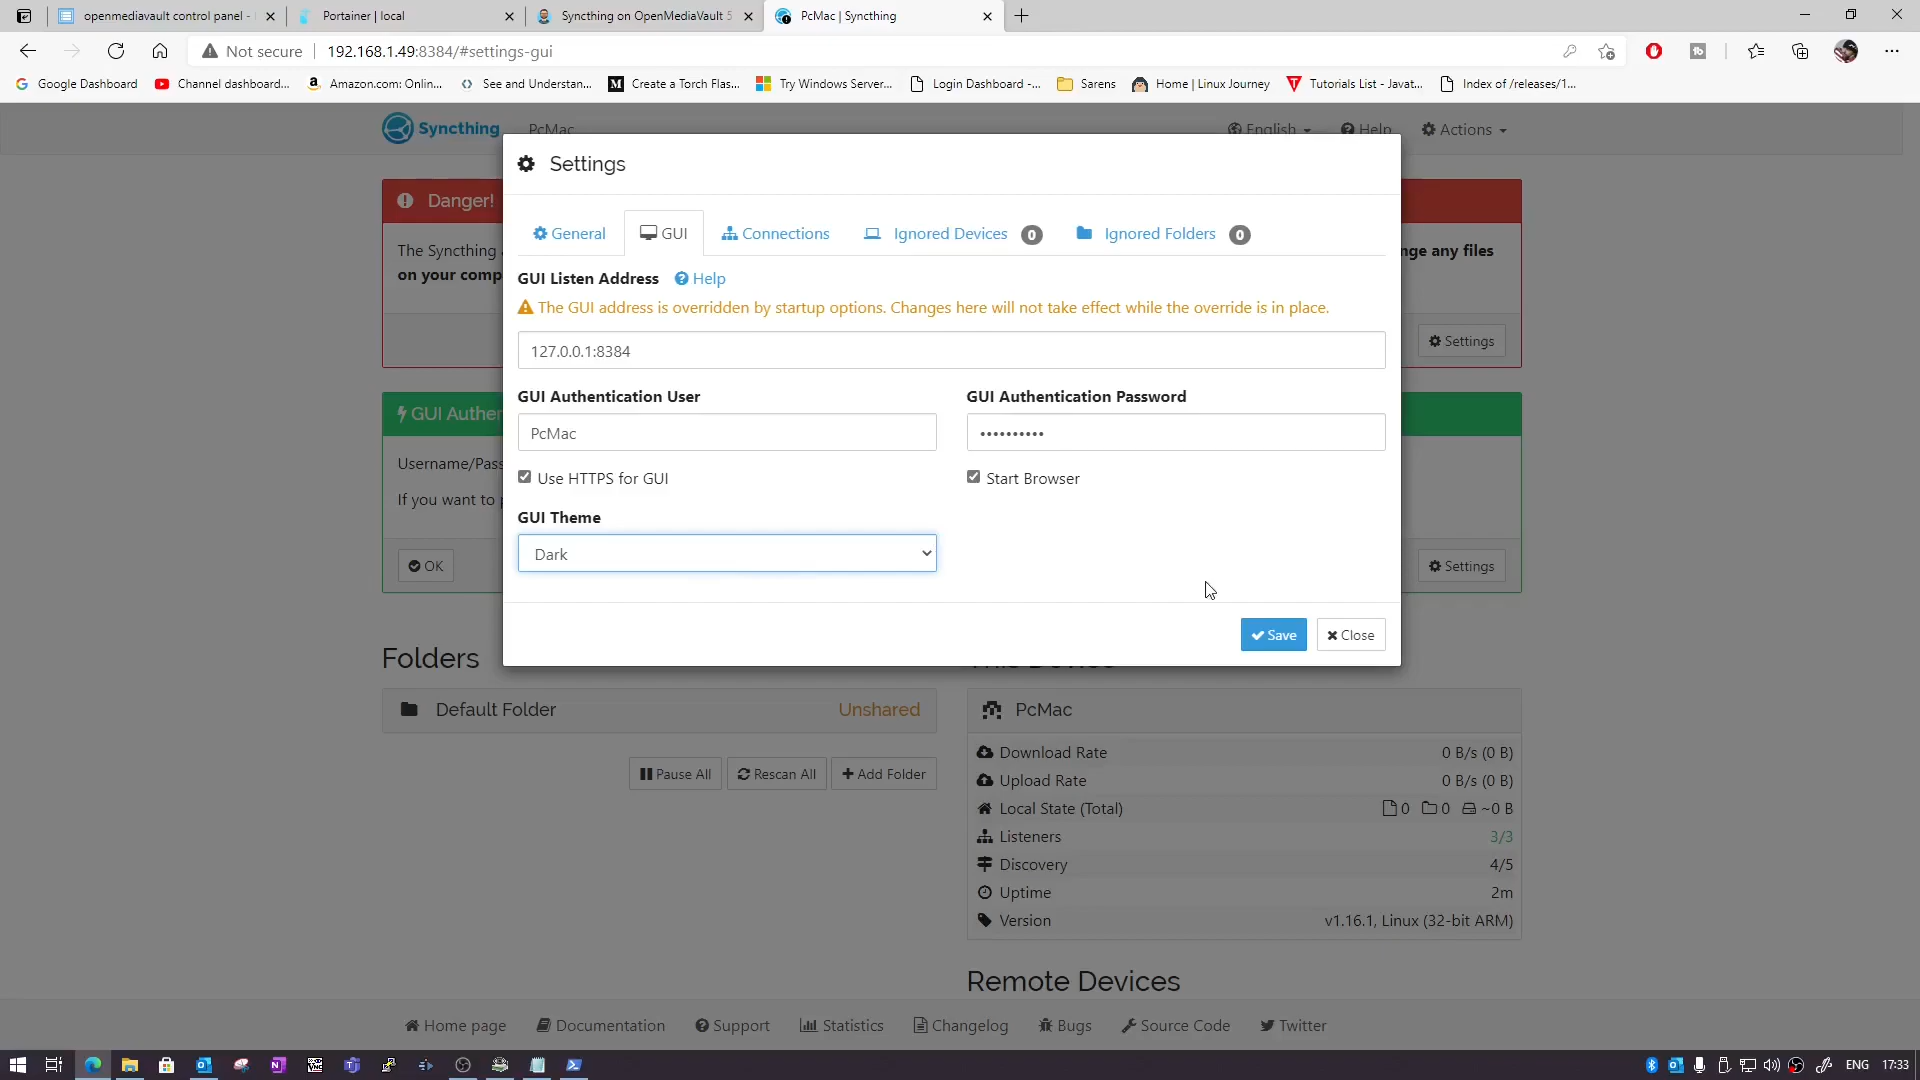 openmediavault control panel -
Portainer | local
Syncthing on OpenMediaVault 5
PcMac | Syncthing
Not secure
192.168.1.49:8384/#settings-gui
Google Dashboard
Channel dashboard...
Amazon.com: Onlin...
See and Understan...
Create a Torch Flas...
Try Windows Server...
Login Dashboard -...
Sarens
Home | Linux Journey
Tutorials List - Javat...
Index of /releases/1...
Syncthing
PcMac
English
Help
Actions
Danger!
The Syncthing
nge any files
on your comp
Settings
GUI Authen
Username/Pass
If you want to
OK
Settings
Settings
General
GUI
Connections
Ignored Devices 0
Ignored Folders 0
GUI Listen Address
Help
The GUI address is overridden by startup options. Changes here will not take effect while the override is in place.
127.0.0.1:8384
GUI Authentication User
GUI Authentication Password
PcMac
••••••••••
Use HTTPS for GUI
Start Browser
GUI Theme
Dark
Save
Close
Folders
Default Folder
Unshared
Pause All
Rescan All
Add Folder
PcMac
Download Rate
0 B/s (0 B)
Upload Rate
0 B/s (0 B)
Local State (Total)
0 0 ~0 B
Listeners
3/3
Discovery
4/5
Uptime
2m
Version
v1.16.1, Linux (32-bit ARM)
Remote Devices
Home page
Documentation
Support
Statistics
Changelog
Bugs
Source Code
Twitter
ENG
17:33